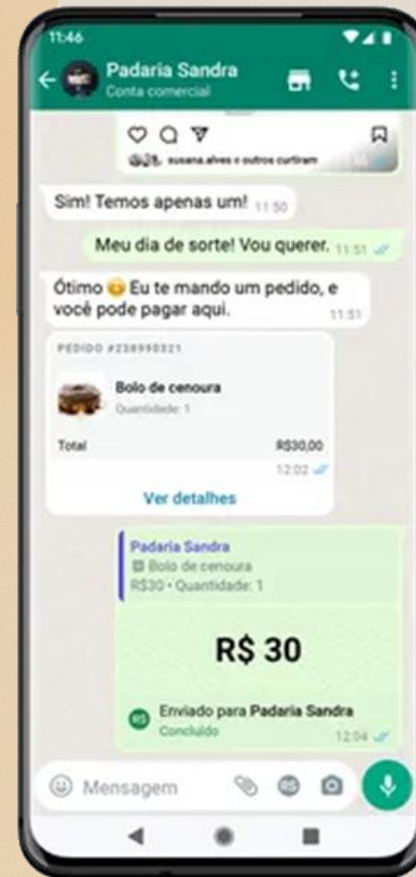 11:46
Padaria Sandra
Conta comercial
susana.alves e outros curtiram
Sim! Temos apenas um! 11:50
Meu dia de sorte! Vou querer. 11:51
Ótimo Eu te mando um pedido, e
você pode pagar aqui. 11:51
PEDIDO #238990321
Bolo de cenoura
Quantidade: 1
Total R$30,00
12:02
Ver detalhes
Padaria Sandra
Bolo de cenoura
R$30 • Quantidade: 1
R$ 30
R$ Enviado para Padaria Sandra
Concluído 12:04
Mensagem R$